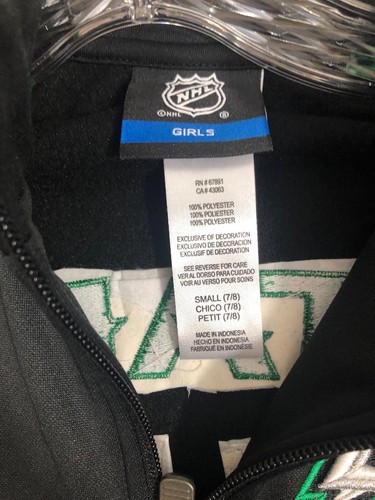 NHL
©NHL ®
GIRLS
RN # 67891
CA # 43063
100% POLYESTER
100% POLIESTER
100% POLYESTER
EXCLUSIVE OF DECORATION
EXCLUSIVO DE DECORACION
EXCLUSIF DE DÉCORATION
SEE REVERSE FOR CARE
VER AL DORSO PARA CUIDADO
VOIR AU VERSO POUR SOINS
SMALL (7/8)
CHICO (7/8)
PETIT (7/8)
MADE IN INDONESIA
HECHO EN INDONESIA
FABRIQUÉ EN INDONÉSIE